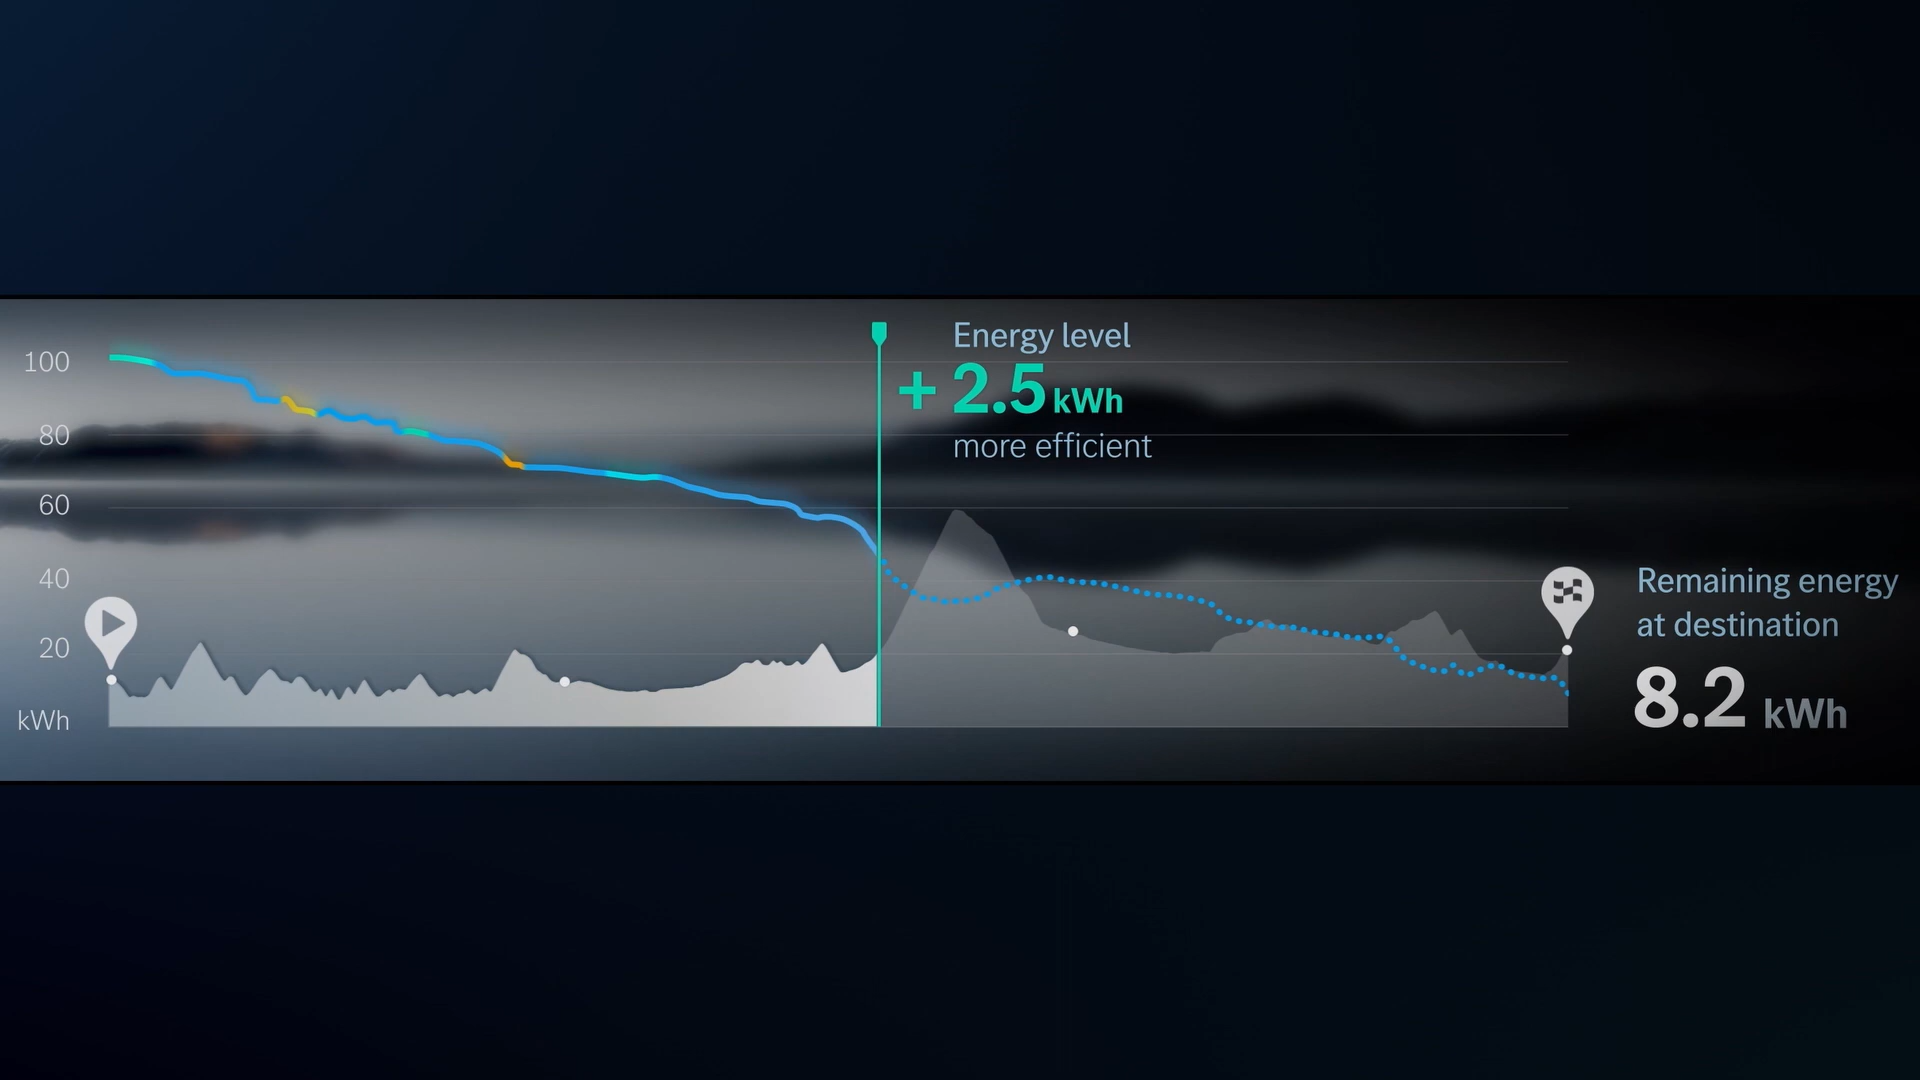 100
80
60
40
20
kWh
Energy level
+ 2.5 kWh
more efficient
Remaining energy
at destination
8.2 kWh